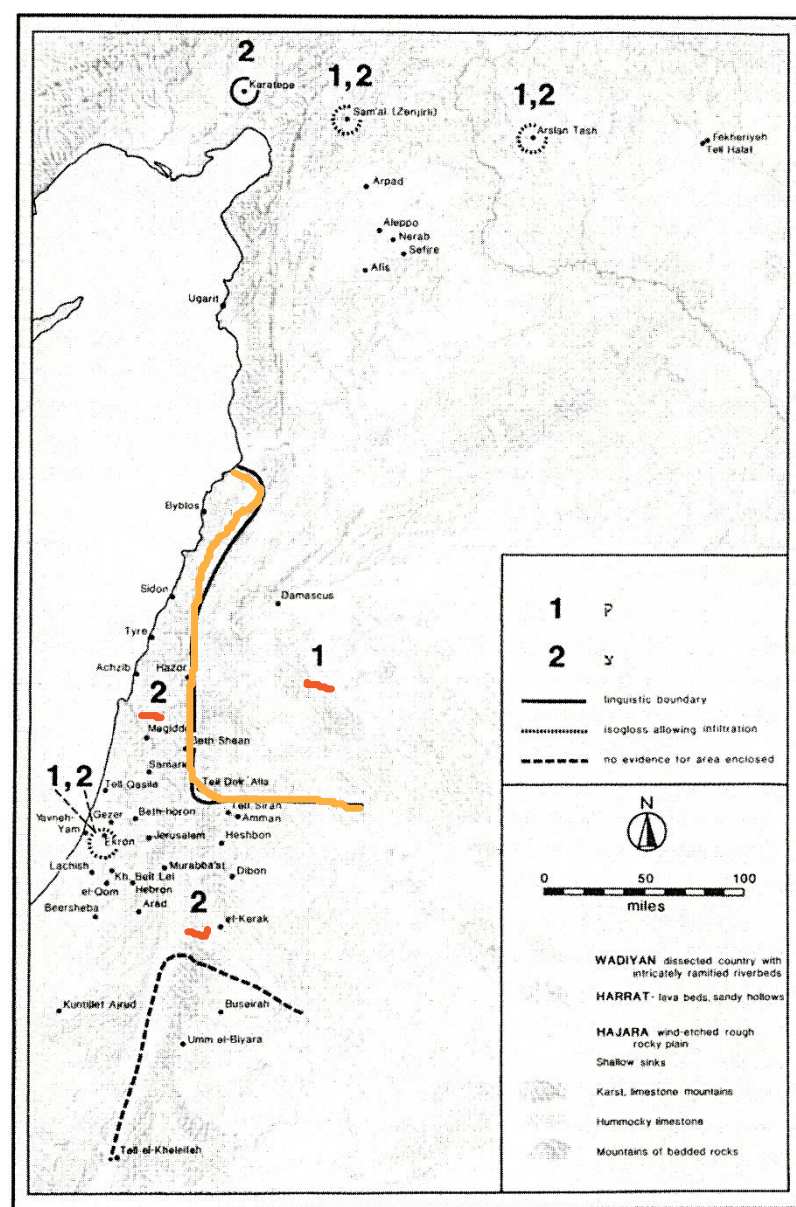 2
Karatepe
1,2
Sam'al (Zenjirli)
1,2
Arslan Tash
Fekheriyeh
Tell Halaf
Arpad
Aleppo
Nerab
Sefire
Afis
Ugarit
Byblos
Sidon
Damascus
Tyre
1
Achzib
Hazor
2
Megiddo
Beth-Shean
Samaria
1,2
Tell Qasile
Tell Deir Alla
Yavneh-
Yam
Gezer
Beth-horon
Tell Siran
Amman
Ekron
Jerusalem
Heshbon
Lachish
Kh. Beit Lei
Murabba'at
Dibon
el-Qom
Hebron
Beersheba
Arad
2
el-Kerak
Kuntillet Ajrud
Buseirah
Umm el-Biyara
Tell el-Kheleifeh
1 ק
2 צ
linguistic boundary
isogloss allowing infiltration
no evidence for area enclosed
N
0 50 100
miles
WADIYAN dissected country with
intricately ramified riverbeds
HARRAT - lava beds, sandy hollows
HAJARA wind-etched rough
rocky plain
Shallow sinks
Karst, limestone mountains
Hummocky limestone
Mountains of bedded rocks